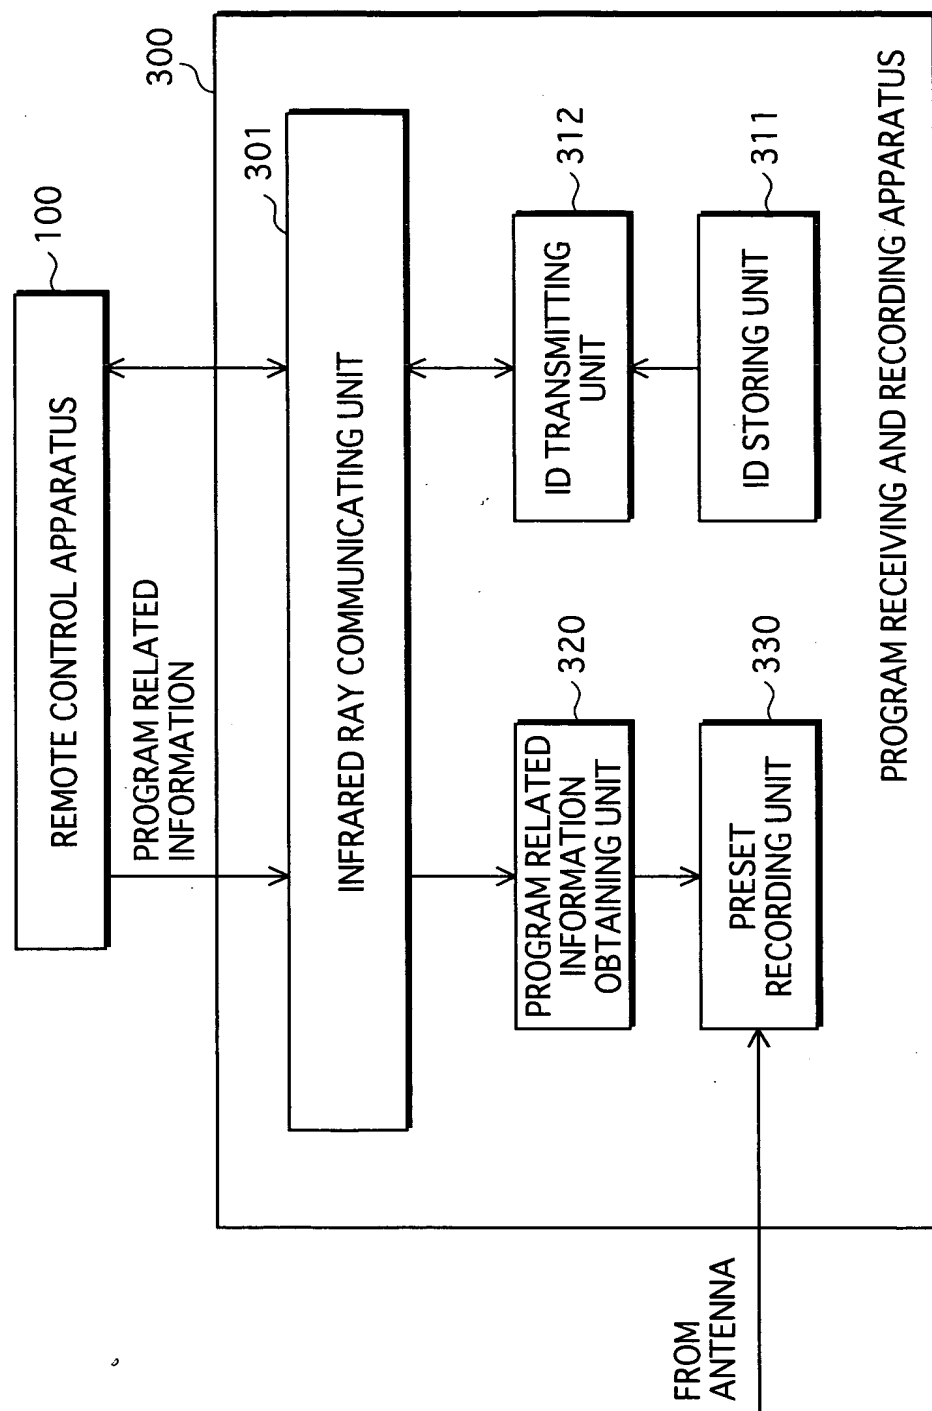 100
REMOTE CONTROL APPARATUS
PROGRAM RELATED
INFORMATION
300
301
INFRARED RAY COMMUNICATING UNIT
320
PROGRAM RELATED
INFORMATION
OBTAINING UNIT
312
ID TRANSMITTING
UNIT
330
PRESET
RECORDING UNIT
311
ID STORING UNIT
FROM
ANTENNA
PROGRAM RECEIVING AND RECORDING APPARATUS